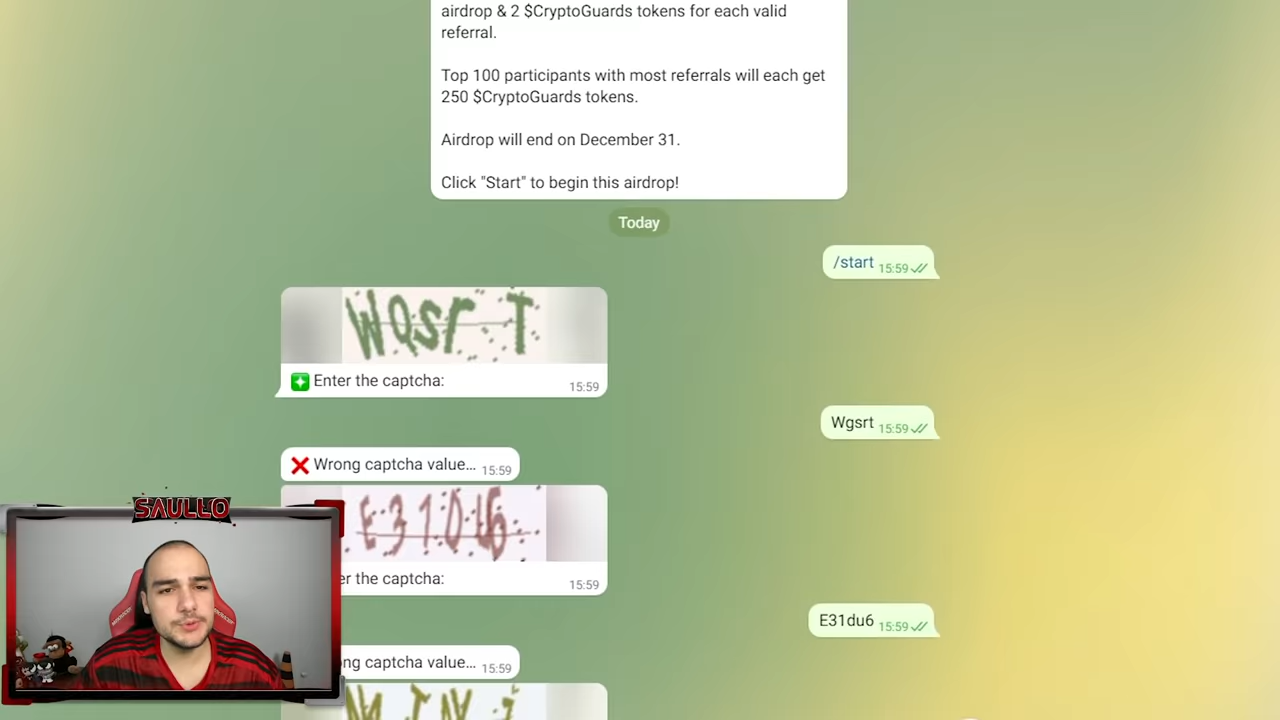 airdrop & 2 $CryptoGuards tokens for each valid
referral.
Top 100 participants with most referrals will each get
250 $CryptoGuards tokens.
Airdrop will end on December 31.
Click "Start" to begin this airdrop!
Today
/start 15:59
WQsr T
Enter the captcha: 15:59
Wgsrt 15:59
Wrong captcha value... 15:59
er the captcha: 15:59
E31du6 15:59
SAULLO
ong captcha value... 15:59